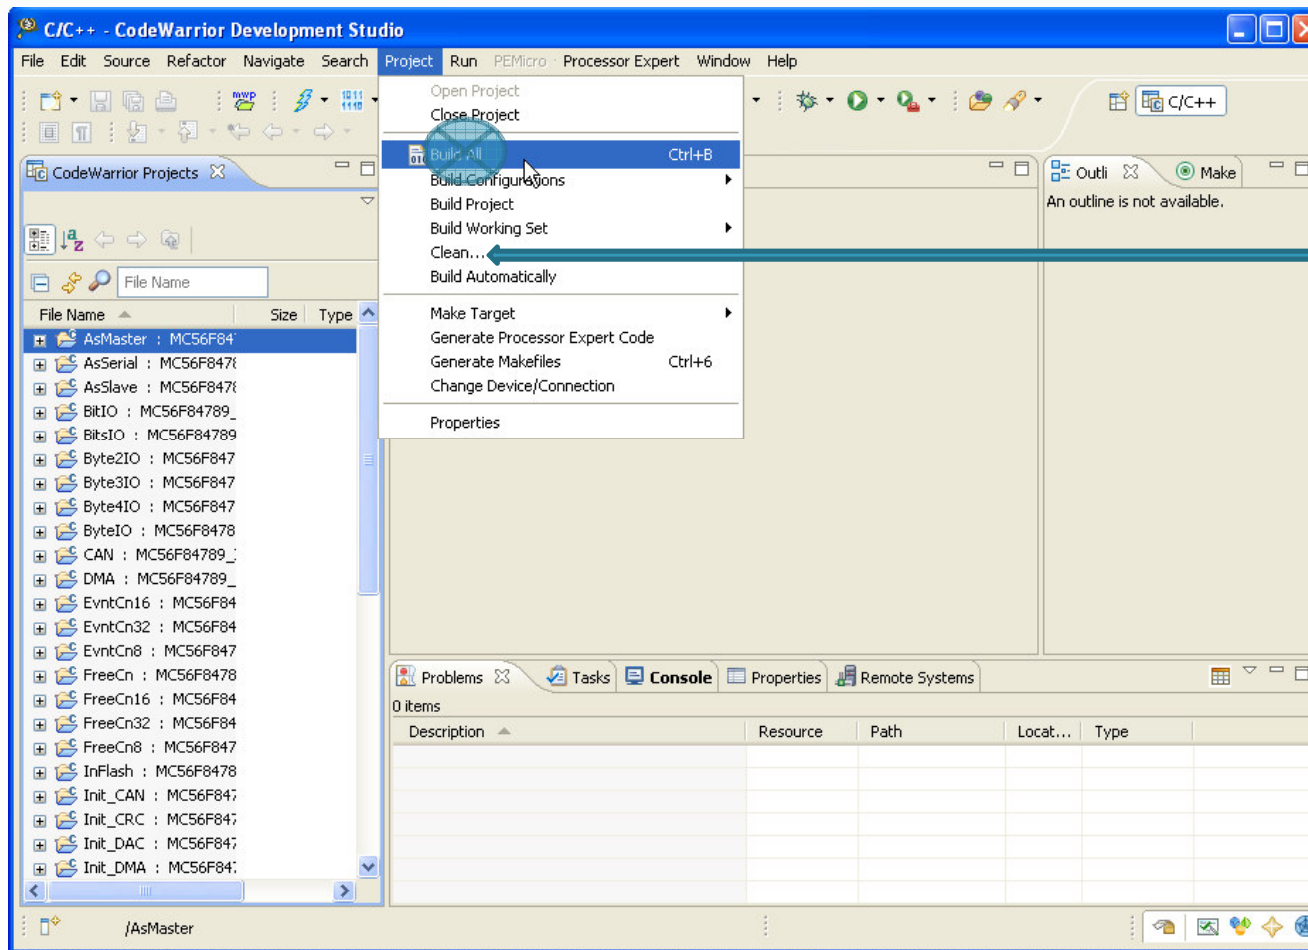 C/C++ - CodeWarrior Development Studio
File Edit Source Refactor Navigate Search Project Run PEMicro Processor Expert Window Help
Open Project
Close Project
C/C++
Build All Ctrl+B
CodeWarrior Projects
Outli Make
Build Configurations
An outline is not available.
Build Project
Build Working Set
Clean...
Build Automatically
File Name
File Name Size Type
Make Target
Generate Processor Expert Code
Generate Makefiles Ctrl+6
Change Device/Connection
Properties
AsMaster : MC56F84
AsSerial : MC56F8478
AsSlave : MC56F8478
BitIO : MC56F84789_
BitsIO : MC56F84789
Byte2IO : MC56F847
Byte3IO : MC56F847
Byte4IO : MC56F847
ByteIO : MC56F8478
CAN : MC56F84789_
DMA : MC56F84789_
EvntCn16 : MC56F84
EvntCn32 : MC56F84
EvntCn8 : MC56F847
FreeCn : MC56F8478
FreeCn16 : MC56F84
FreeCn32 : MC56F84
FreeCn8 : MC56F847
InFlash : MC56F8478
Init_CAN : MC56F847
Init_CRC : MC56F847
Init_DAC : MC56F847
Init_DMA : MC56F84
Problems Tasks Console Properties Remote Systems
0 items
Description Resource Path Locat... Type
/AsMaster